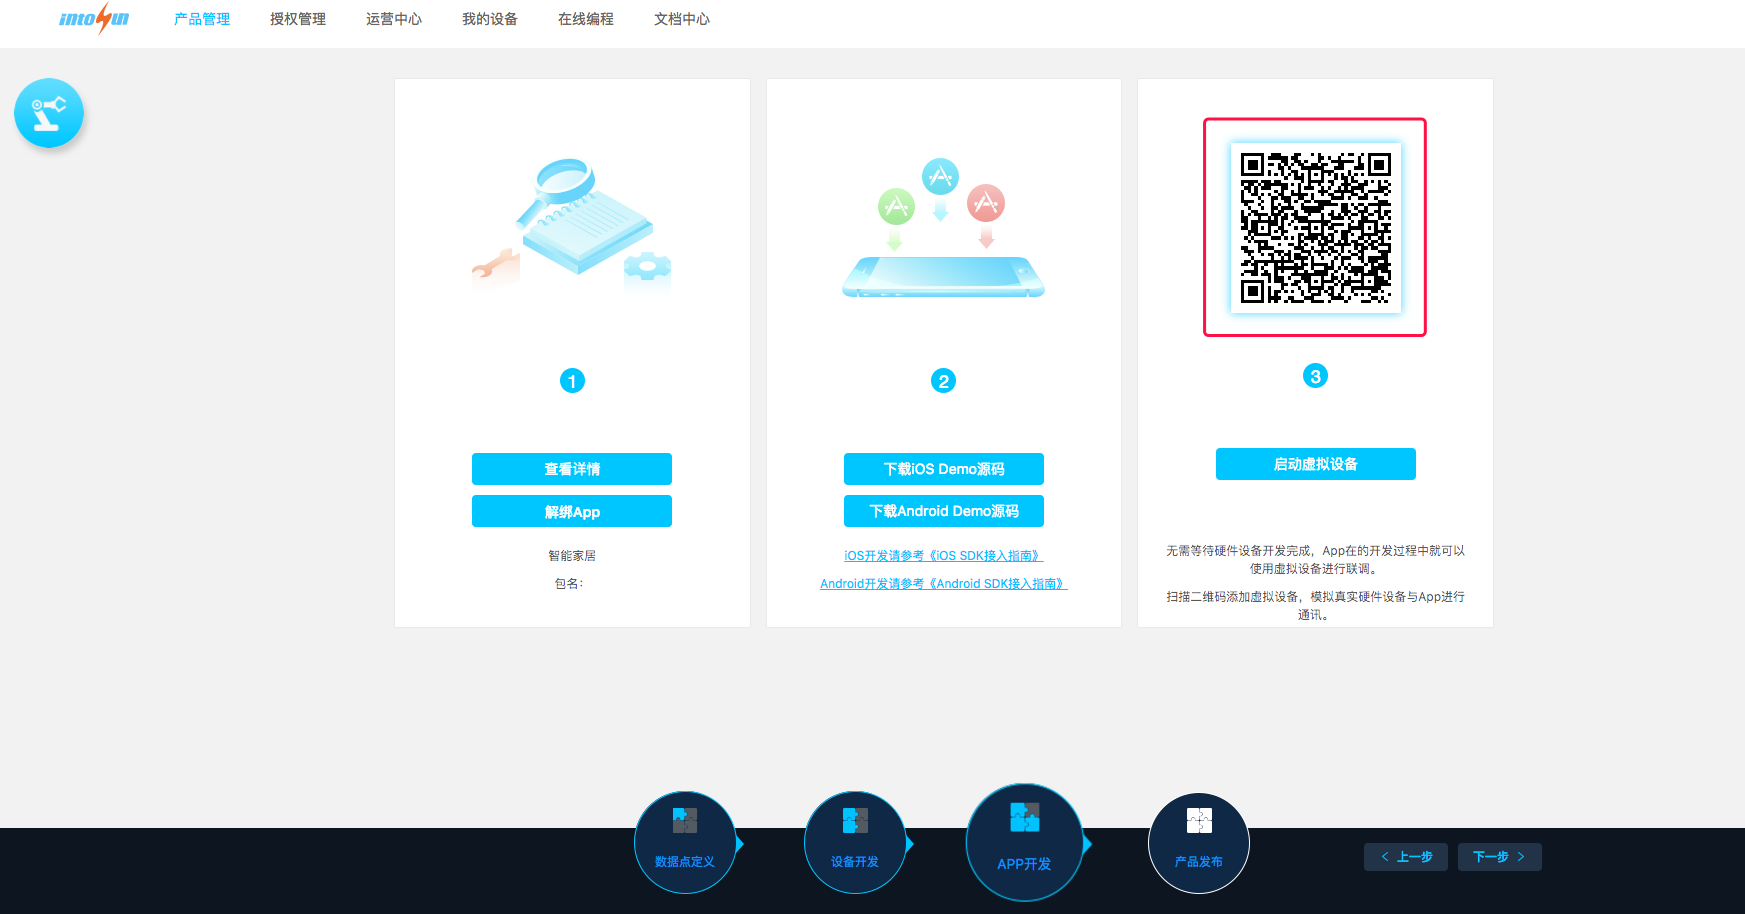 intoSun
产品管理
授权管理
运营中心
我的设备
在线编程
文档中心
1
查看详情
解绑App
智能家居
包名：
2
下载iOS Demo源码
下载Android Demo源码
iOS开发请参考《iOS SDK接入指南》
Android开发请参考《Android SDK接入指南》
3
启动虚拟设备
无需等待硬件设备开发完成，App在的开发过程中就可以
使用虚拟设备进行联调。
扫描二维码添加虚拟设备，模拟真实硬件设备与App进行
通讯。
数据点定义
设备开发
APP开发
产品发布
上一步
下一步